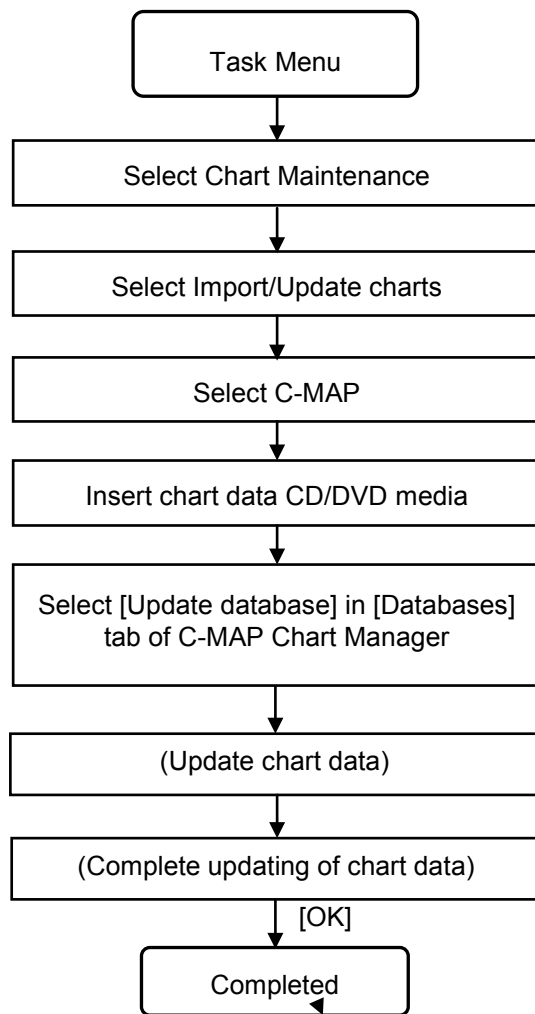 Task Menu
Select Chart Maintenance
Select Import/Update charts
Select C-MAP
Insert chart data CD/DVD media
Select [Update database] in [Databases]
tab of C-MAP Chart Manager
(Update chart data)
(Complete updating of chart data)
[OK]
Completed